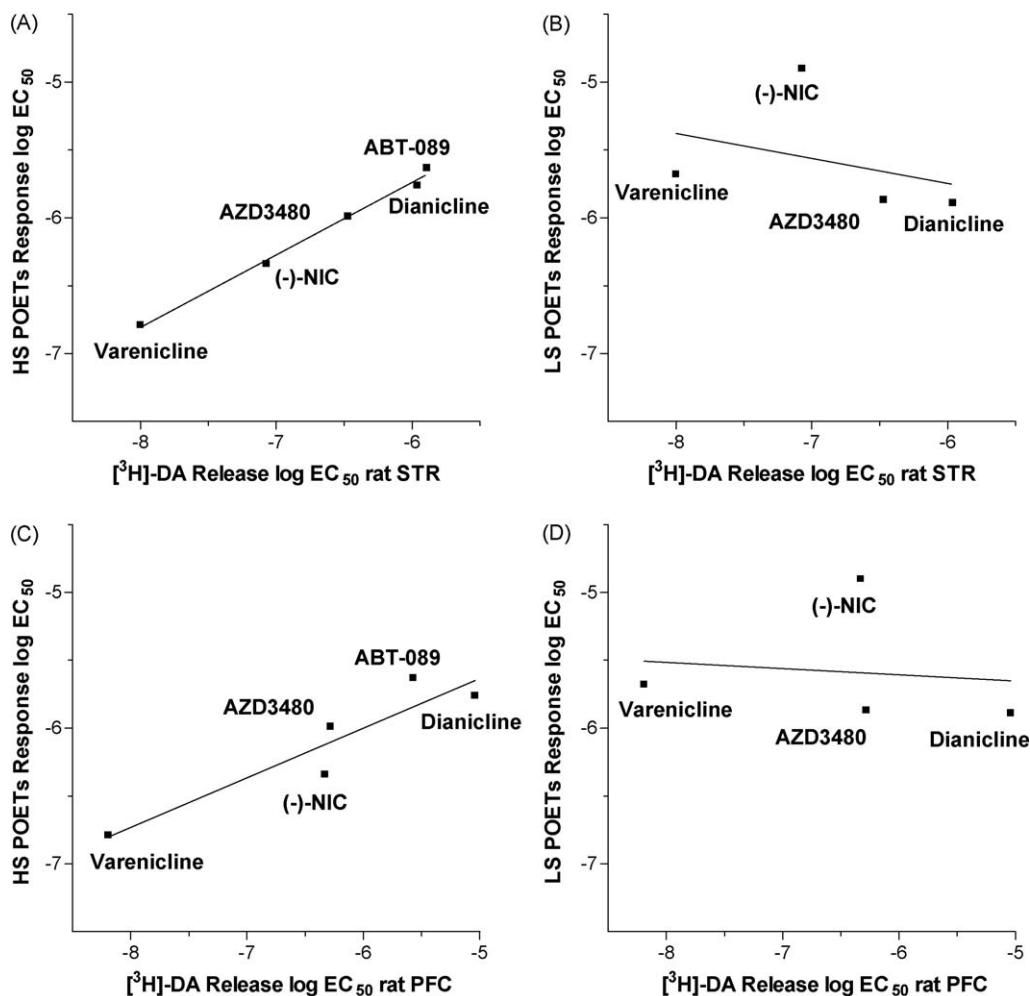 (A)
HS POETs Response log EC50
-5
-6
-7
ABT-089
AZD3480
Dianicline
(-)-NIC
Varenicline
-8
-7
-6
[3H]-DA Release log EC50 rat STR
(B)
LS POETs Response log EC50
-5
-6
-7
(-)-NIC
Varenicline
AZD3480
Dianicline
-8
-7
-6
[3H]-DA Release log EC50 rat STR
(C)
HS POETs Response log EC50
-5
-6
-7
ABT-089
AZD3480
Dianicline
(-)-NIC
Varenicline
-8
-7
-6
-5
[3H]-DA Release log EC50 rat PFC
(D)
LS POETs Response log EC50
-5
-6
-7
(-)-NIC
Varenicline
AZD3480
Dianicline
-8
-7
-6
-5
[3H]-DA Release log EC50 rat PFC